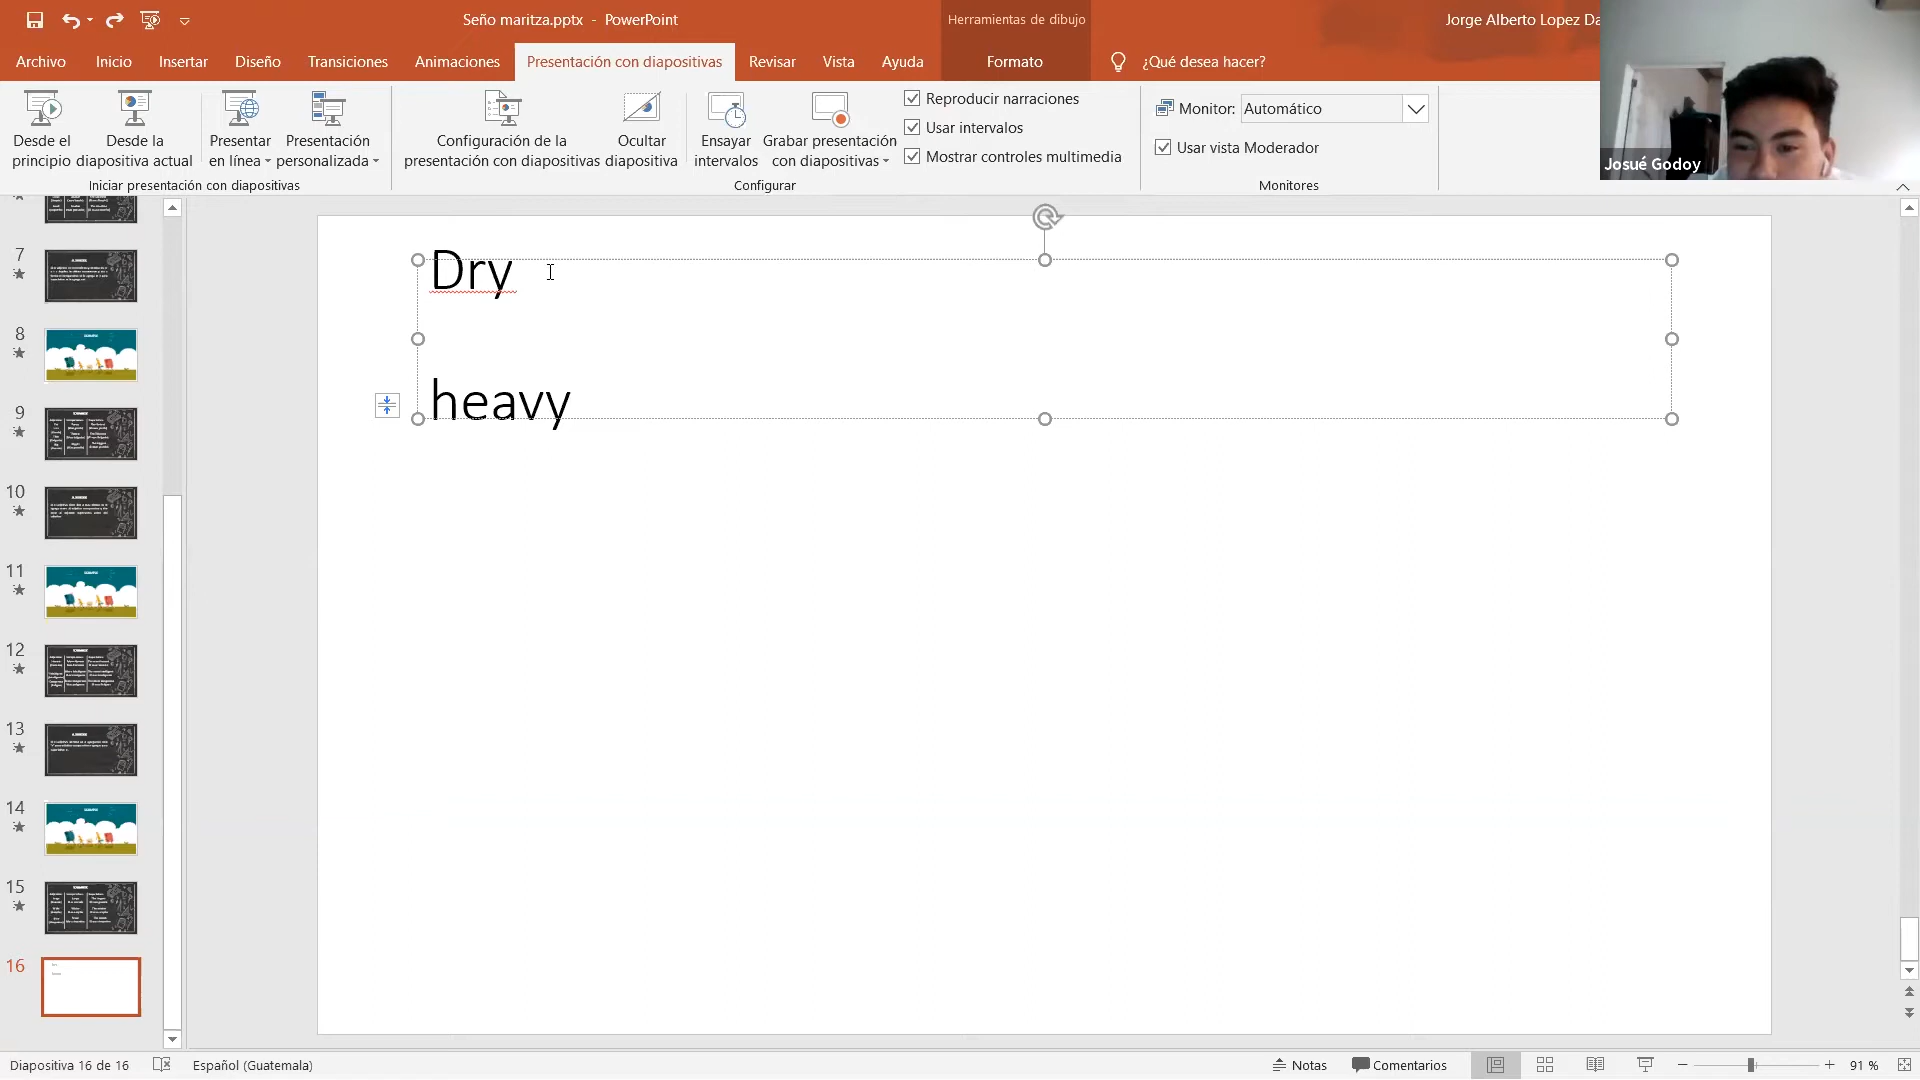 Seño maritza.pptx - PowerPoint
Herramientas de dibujo
Jorge Alberto Lopez Da
Archivo
Inicio
Insertar
Diseño
Transiciones
Animaciones
Presentación con diapositivas
Revisar
Vista
Ayuda
Formato
¿Qué desea hacer?
Desde el principio
Desde la diapositiva actual
Presentar en línea
Presentación personalizada
Iniciar presentación con diapositivas
Configuración de la presentación con diapositivas
Ocultar diapositiva
Ensayar intervalos
Grabar presentación con diapositivas
Reproducir narraciones
Usar intervalos
Mostrar controles multimedia
Configurar
Monitor: Automático
Usar vista Moderador
Monitores
Josué Godoy
7
8
9
10
11
12
13
14
15
16
Dry
heavy
Diapositiva 16 de 16
Español (Guatemala)
Notas
Comentarios
91 %